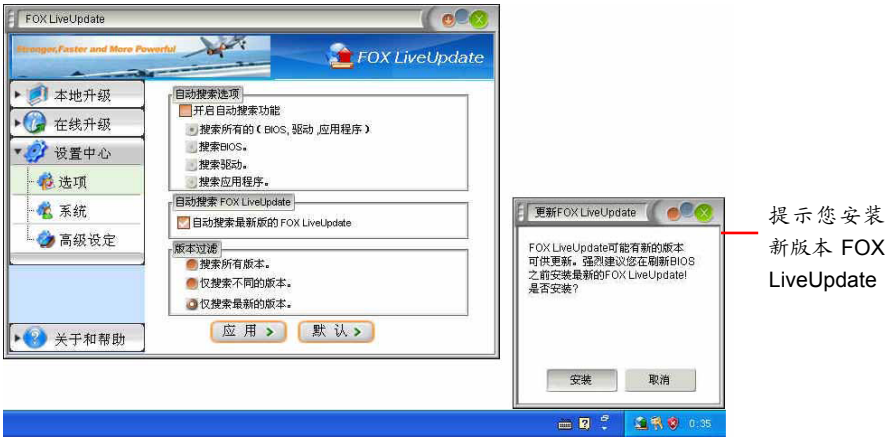 FOX LiveUpdate
Stronger,Faster and More Powerful
FOX LiveUpdate
本地升级
在线升级
设置中心
选项
系统
高级设定
关于和帮助
自动搜索选项
开启自动搜索功能
搜索所有的 ( BIOS, 驱动 ,应用程序 )
搜索BIOS。
搜索驱动。
搜索应用程序。
自动搜索 FOX LiveUpdate
自动搜索最新版的 FOX LiveUpdate
版本过滤
搜索所有版本。
仅搜索不同的版本。
仅搜索最新的版本。
应 用
默 认
更新FOX LiveUpdate
FOX LiveUpdate可能有新的版本
可供更新。强烈建议您在刷新BIOS
之前安装最新的FOX LiveUpdate!
是否安装?
安装
取消
提示您安装
新版本 FOX
LiveUpdate
0:35